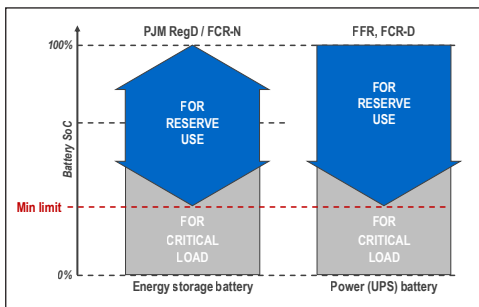 PJM RegD / FCR-N
FFR, FCR-D
100%
FOR
RESERVE
USE
FOR
RESERVE
USE
Battery SoC
Min limit
FOR
CRITICAL
LOAD
FOR
CRITICAL
LOAD
0%
Energy storage battery
Power (UPS) battery